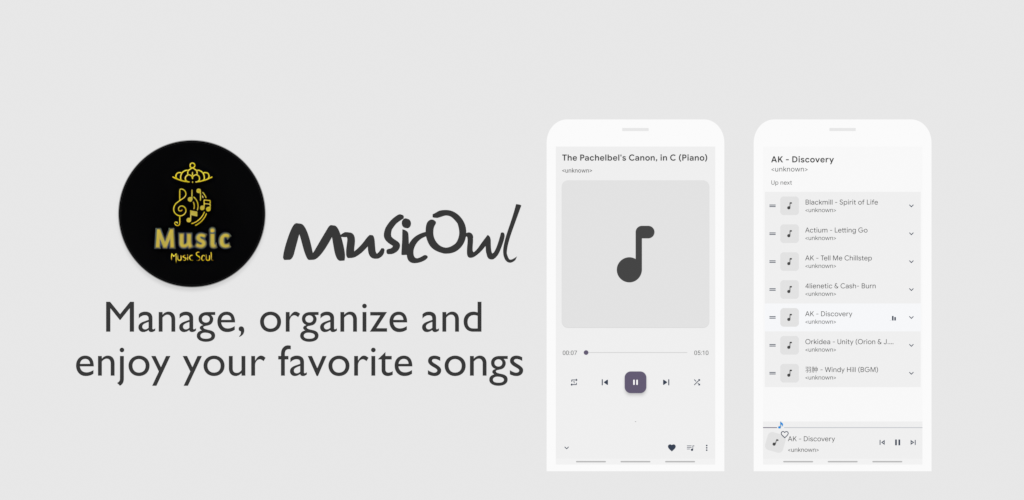 Music
Music Soul
MusicOwl
Manage, organize and
enjoy your favorite songs
The Pachelbel's Canon, in C (Piano)
<unknown>
00:07
05:10
AK - Discovery
<unknown>
Up next
Blackmill - Spirit of Life
<unknown>
Actium - Letting Go
<unknown>
AK - Tell Me Chillstep
<unknown>
4lienetic & Cash- Burn
<unknown>
AK - Discovery
<unknown>
Orkidea - Unity (Orion & J...
<unknown>
羽肿 - Windy Hill (BGM)
<unknown>
AK - Discovery
<unknown>